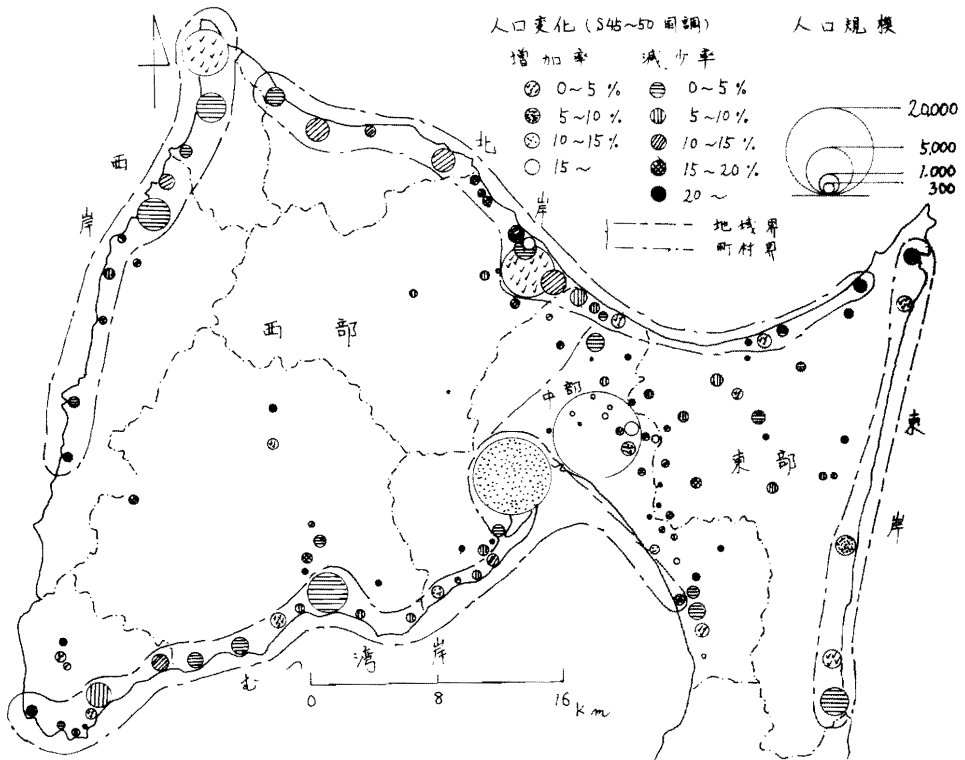 人口変化(S45~50国調)
人口規模
増加率
減少率
0~5%
0~5%
5~10%
5~10%
10~15%
10~15%
15~
15~20%
20~
20,000
5,000
1,000
300
地域界
町村界
西岸
北岸
西部
中部
東部
東岸
むつ湾岸
0 8 16 Km